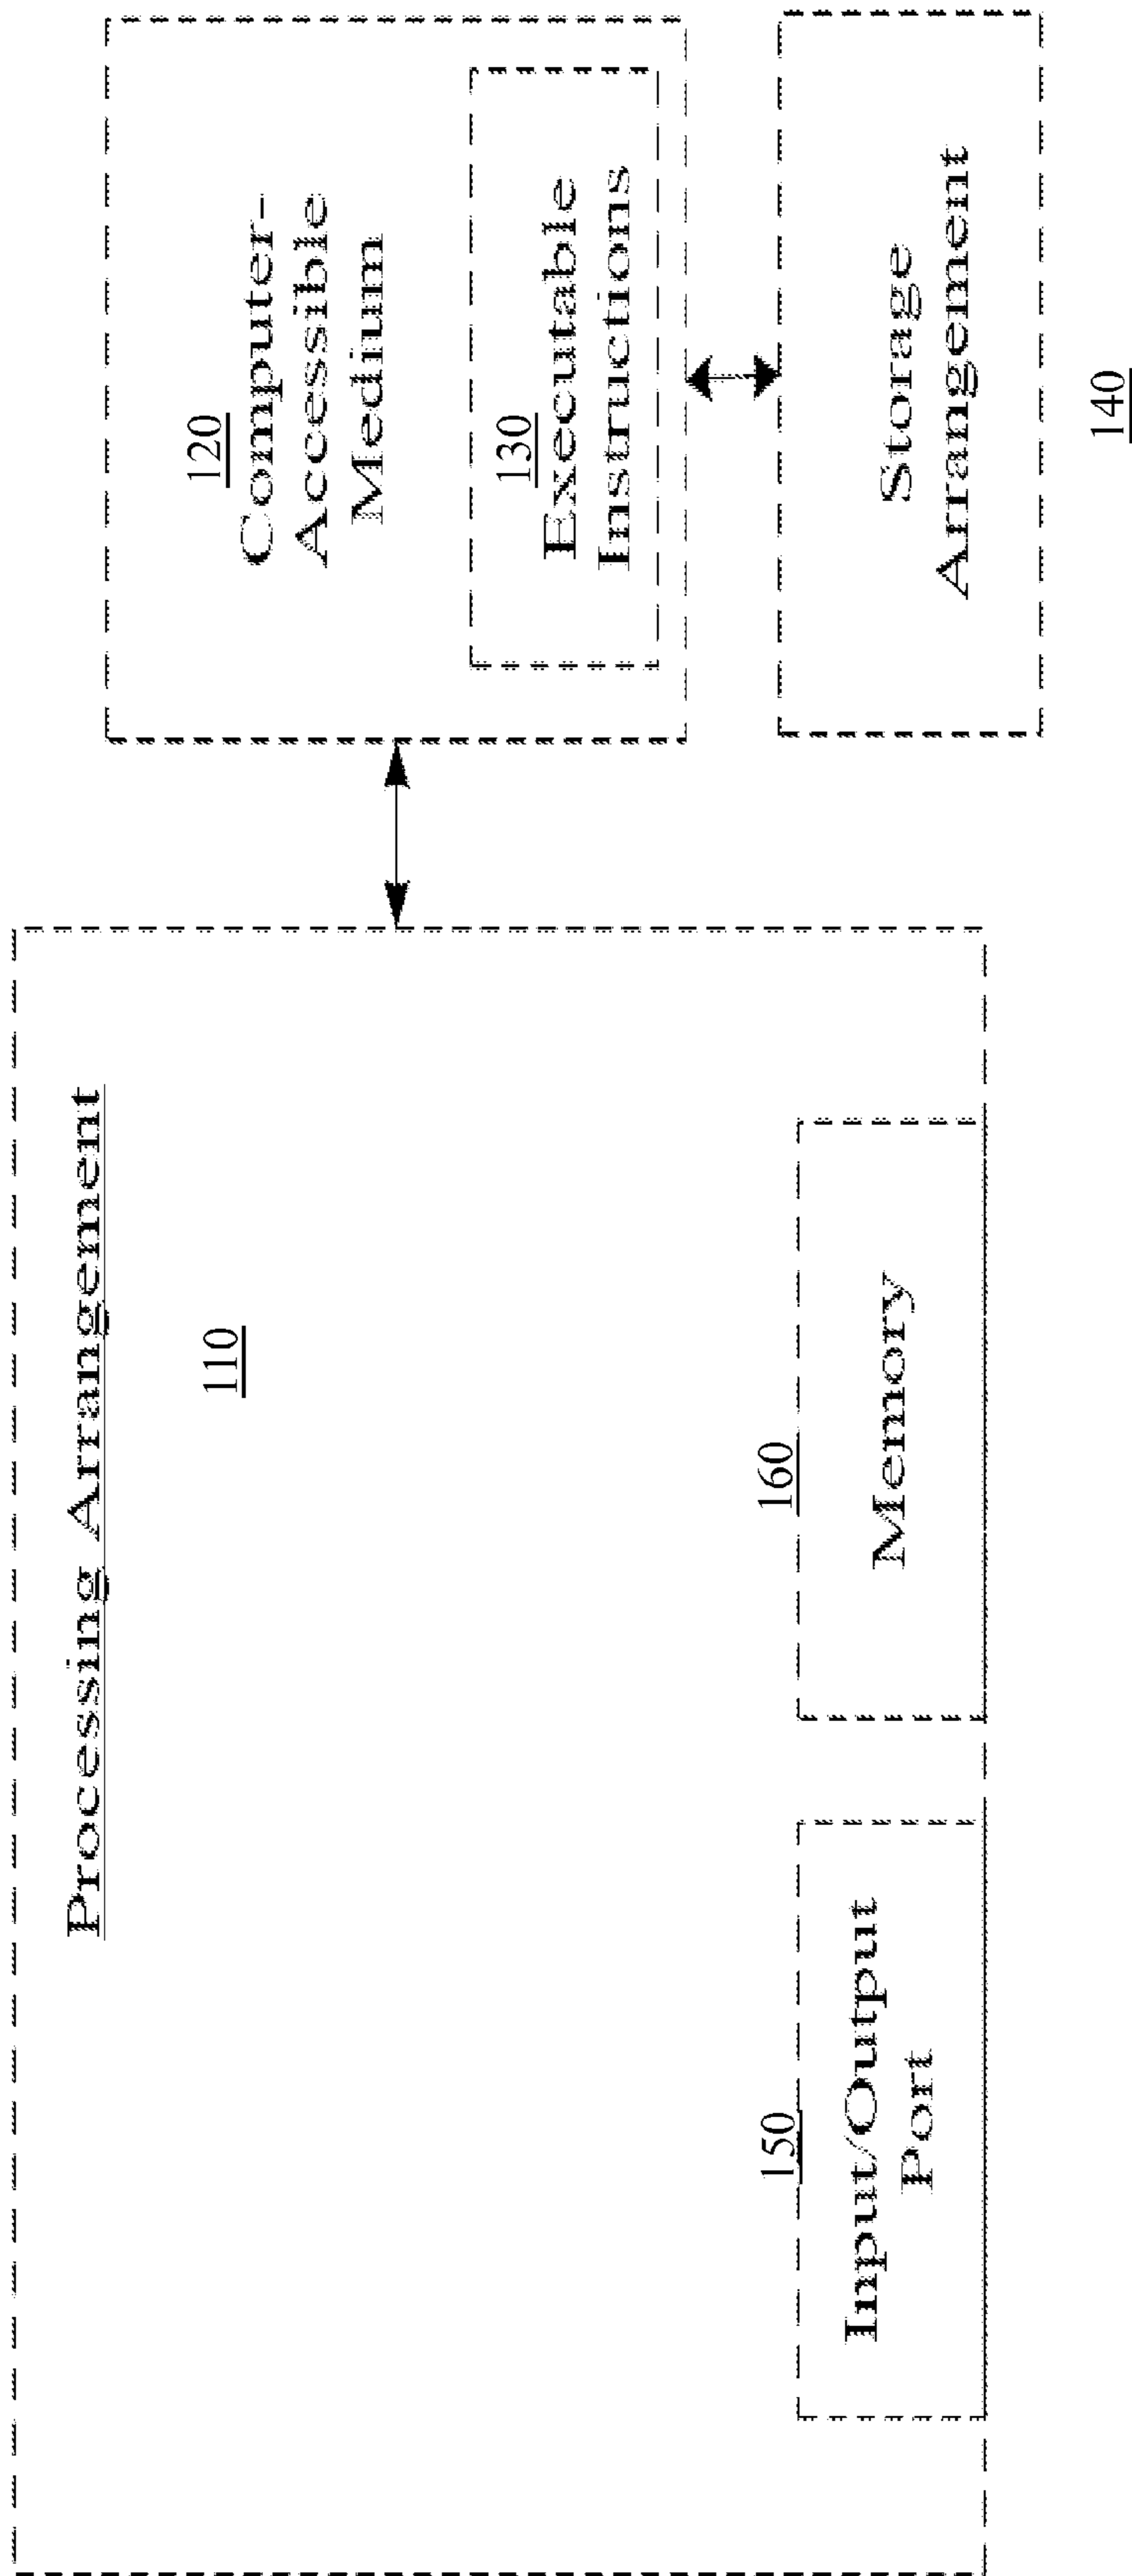 Processing Arrangement
110
150
Input/Output
Port
160
Memory
120
Computer-
Accessible
Medium
130
Executable
Instructions
Storage
Arrangement
140